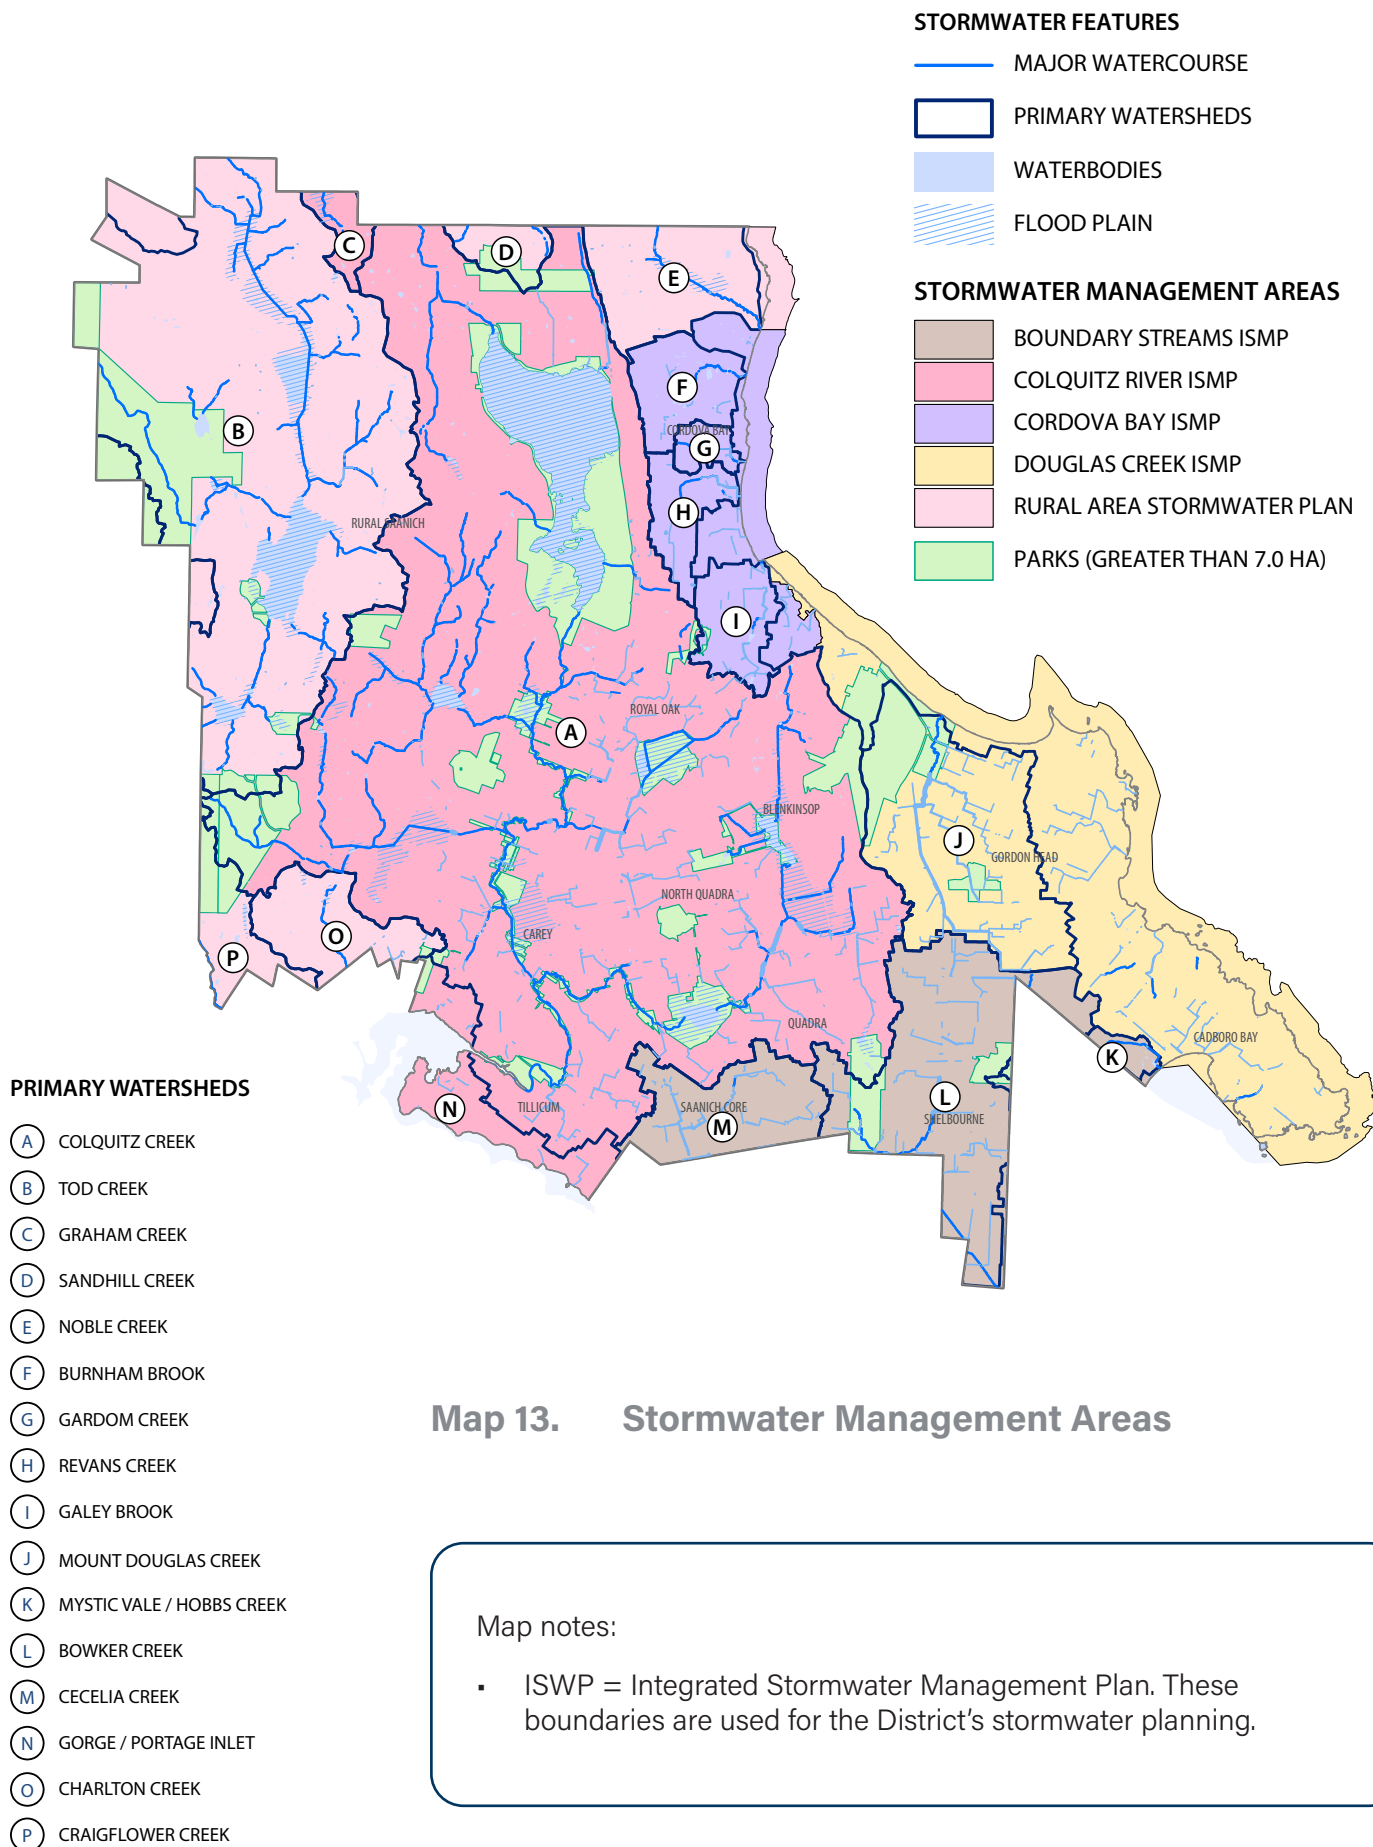 STORMWATER FEATURES
MAJOR WATERCOURSE
PRIMARY WATERSHEDS
WATERBODIES
FLOOD PLAIN
STORMWATER MANAGEMENT AREAS
BOUNDARY STREAMS ISMP
COLQUITZ RIVER ISMP
CORDOVA BAY ISMP
DOUGLAS CREEK ISMP
RURAL AREA STORMWATER PLAN
PARKS (GREATER THAN 7.0 HA)
C
D
E
F
B
CORDOVA BAY
G
H
RURAL SAANICH
I
ROYAL OAK
A
BLENKINSOP
J
GORDON HEAD
NORTH QUADRA
CAREY
O
P
QUADRA
CADBORO BAY
K
L
N
TILLICUM
SAANICH CORE
M
SHELBOURNE
PRIMARY WATERSHEDS
A COLQUITZ CREEK
B TOD CREEK
C GRAHAM CREEK
D SANDHILL CREEK
E NOBLE CREEK
F BURNHAM BROOK
G GARDOM CREEK
H REVANS CREEK
I GALEY BROOK
J MOUNT DOUGLAS CREEK
K MYSTIC VALE / HOBBS CREEK
L BOWKER CREEK
M CECELIA CREEK
N GORGE / PORTAGE INLET
O CHARLTON CREEK
P CRAIGFLOWER CREEK
Map 13. Stormwater Management Areas
Map notes:
▪ ISWP = Integrated Stormwater Management Plan. These
boundaries are used for the District's stormwater planning.